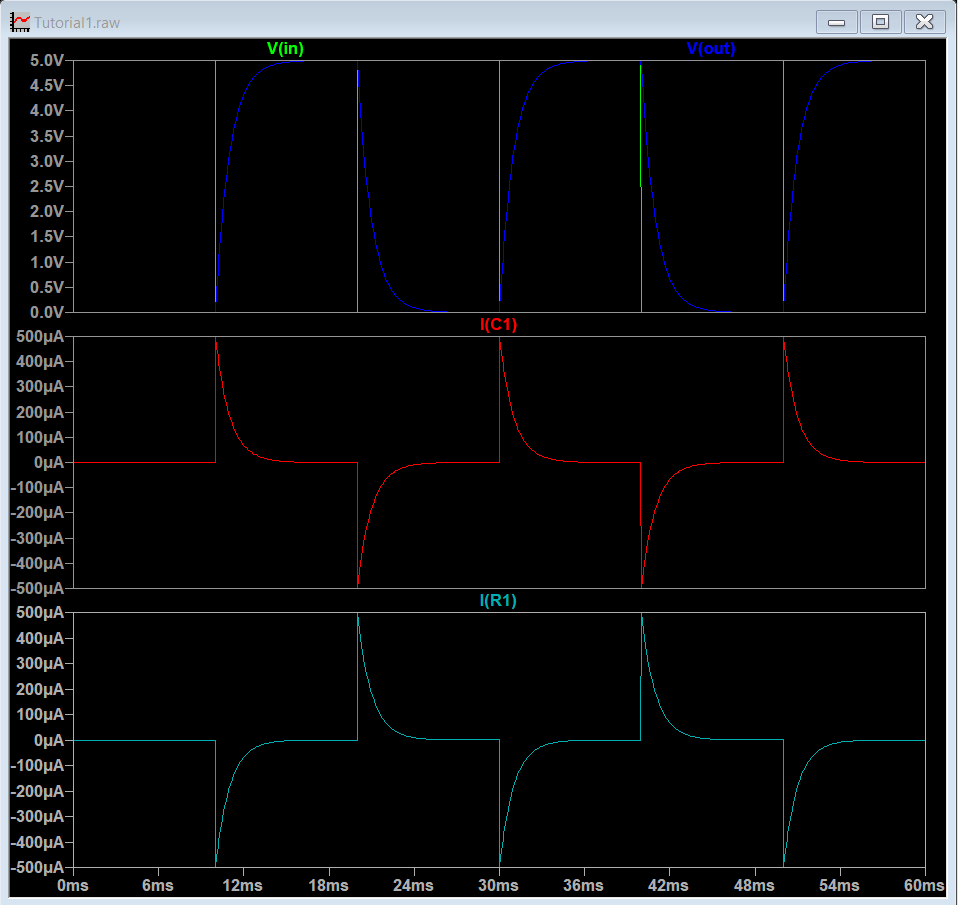 Tutorial1.raw
V(in) V(out)
5.0V
4.5V
4.0V
3.5V
3.0V
2.5V
2.0V
1.5V
1.0V
0.5V
0.0V
I(C1)
500µA
400µA
300µA
200µA
100µA
0µA
-100µA
-200µA
-300µA
-400µA
-500µA
I(R1)
500µA
400µA
300µA
200µA
100µA
0µA
-100µA
-200µA
-300µA
-400µA
-500µA
0ms 6ms 12ms 18ms 24ms 30ms 36ms 42ms 48ms 54ms 60ms